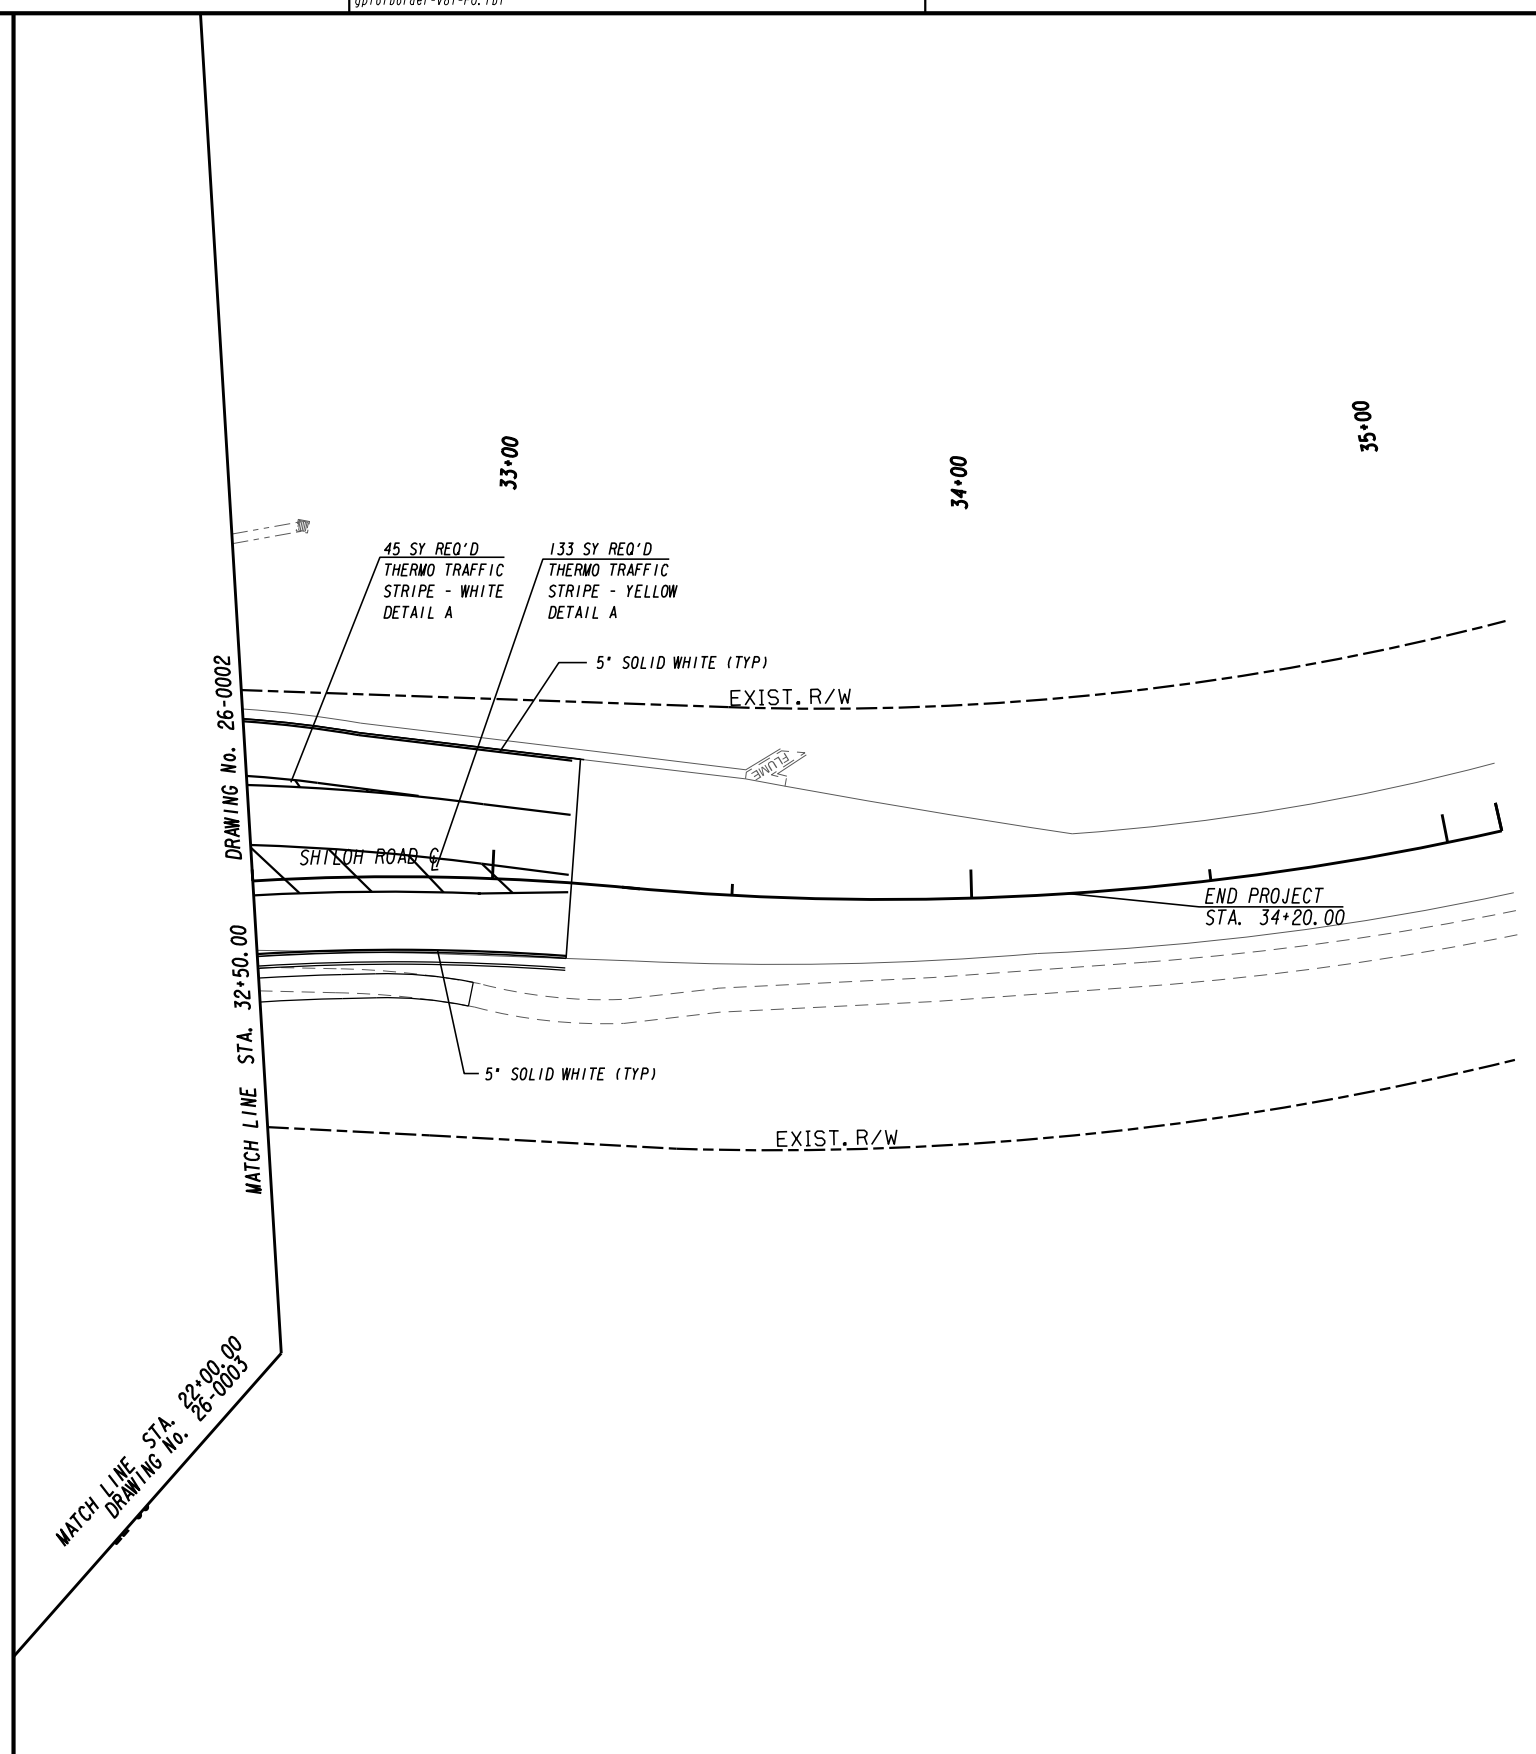 33+00
34+00
35+00
45 SY REQ'D
THERMO TRAFFIC
STRIPE - WHITE
DETAIL A
133 SY REQ'D
THERMO TRAFFIC
STRIPE - YELLOW
DETAIL A
5" SOLID WHITE (TYP)
EXIST. R/W
FLUME
SHILOH ROAD ℄
END PROJECT
STA. 34+20.00
5" SOLID WHITE (TYP)
EXIST. R/W
MATCH LINE STA. 32+50.00 DRAWING No. 26-0002
MATCH LINE STA. 22+00.00
DRAWING No. 26-0003